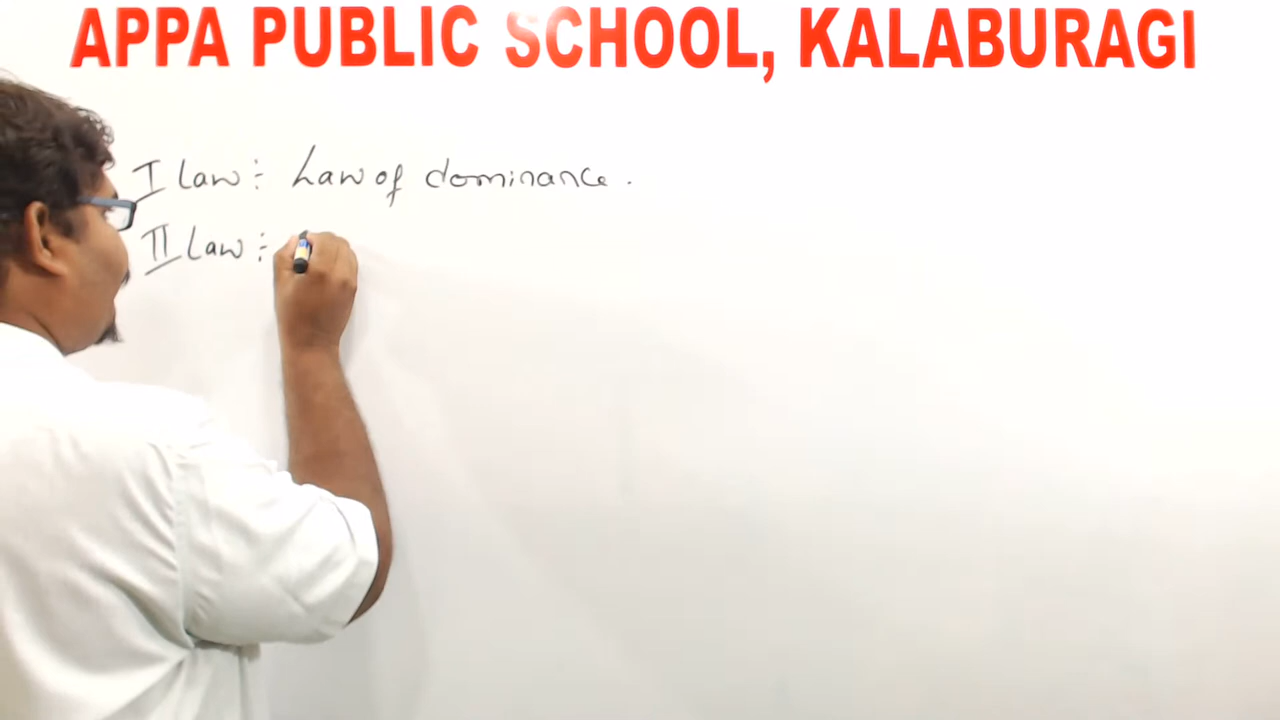 APPA PUBLIC SCHOOL, KALABURAGI
I Law : Law of dominance .
II Law :